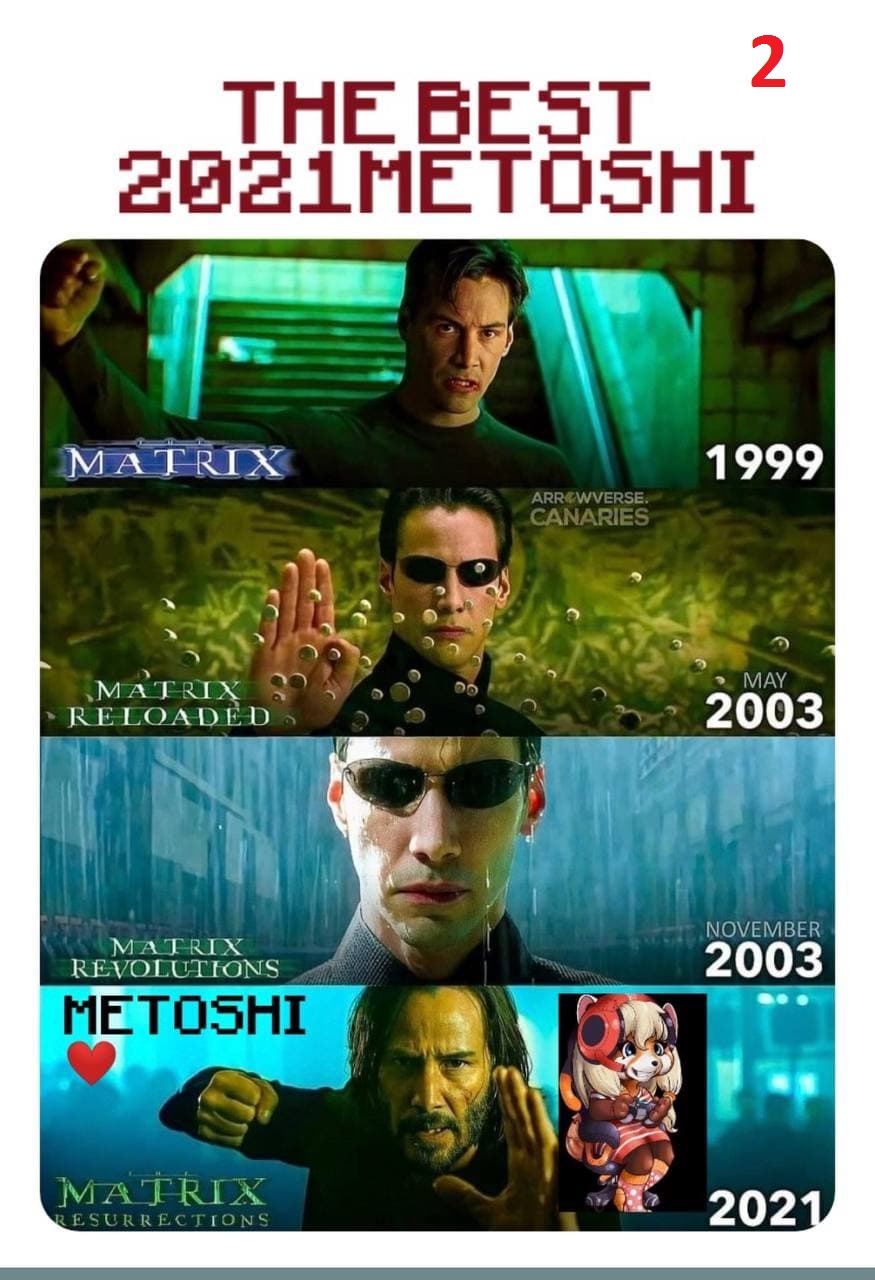 2
THE BEST
2021METOSHI
MATRIX
1999
ARROWVERSE.
CANARIES
MATRIX
RELOADED
MAY
2003
MATRIX
REVOLUTIONS
NOVEMBER
2003
METOSHI
MATRIX
RESURRECTIONS
2021